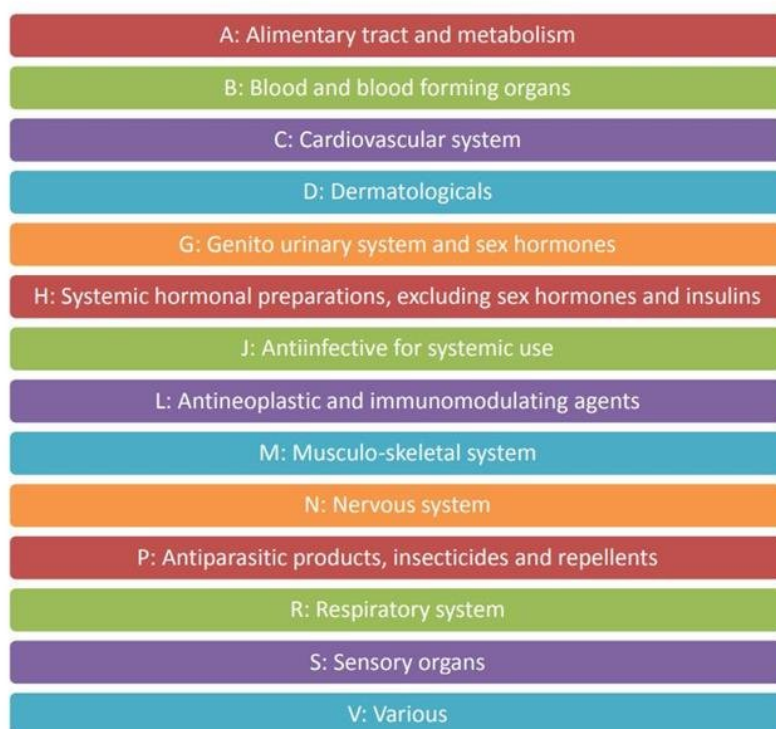 A: Alimentary tract and metabolism
B: Blood and blood forming organs
C: Cardiovascular system
D: Dermatologicals
G: Genito urinary system and sex hormones
H: Systemic hormonal preparations, excluding sex hormones and insulins
J: Antiinfective for systemic use
L: Antineoplastic and immunomodulating agents
M: Musculo-skeletal system
N: Nervous system
P: Antiparasitic products, insecticides and repellents
R: Respiratory system
S: Sensory organs
V: Various